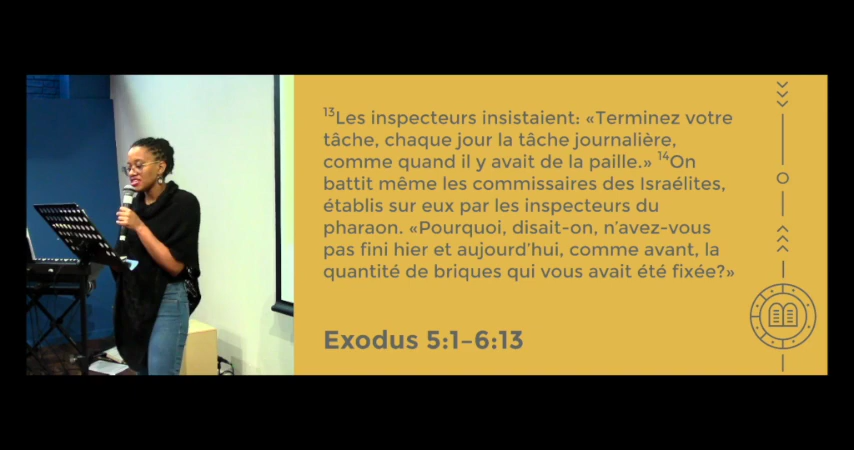 ¹³Les inspecteurs insistaient: «Terminez votre
tâche, chaque jour la tâche journalière,
comme quand il y avait de la paille.» ¹⁴On
battit même les commissaires des Israélites,
établis sur eux par les inspecteurs du
pharaon. «Pourquoi, disait-on, n’avez-vous
pas fini hier et aujourd’hui, comme avant, la
quantité de briques qui vous avait été fixée?»
Exodus 5:1–6:13